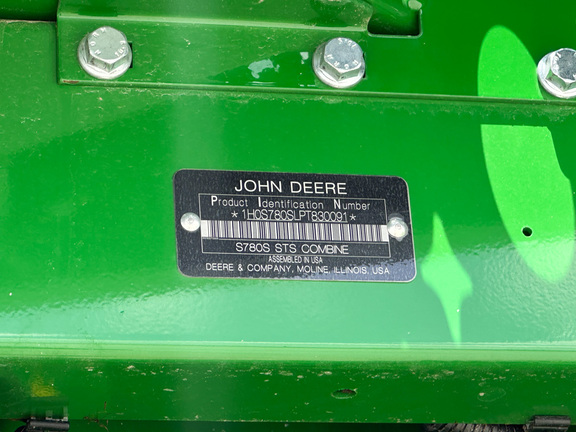 JOHN DEERE
Product Identification Number
*1H0S780SLPT830091*
S780S STS COMBINE
ASSEMBLED IN USA
DEERE & COMPANY, MOLINE, ILLINOIS, USA